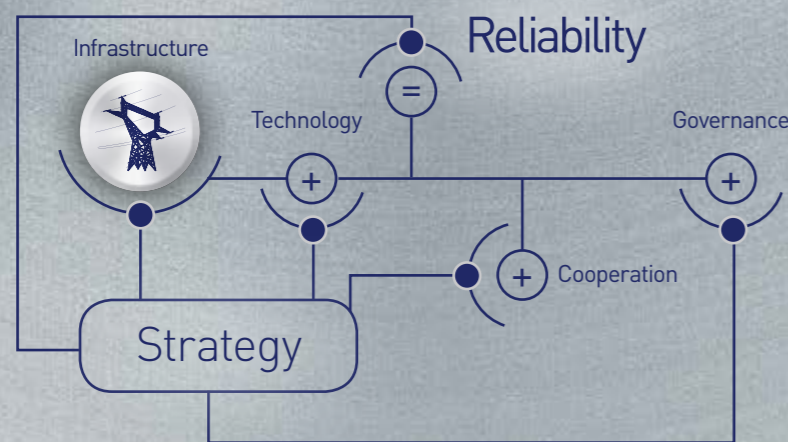 Reliability
Infrastructure
=
Technology
Governance
+
+
+
Cooperation
Strategy